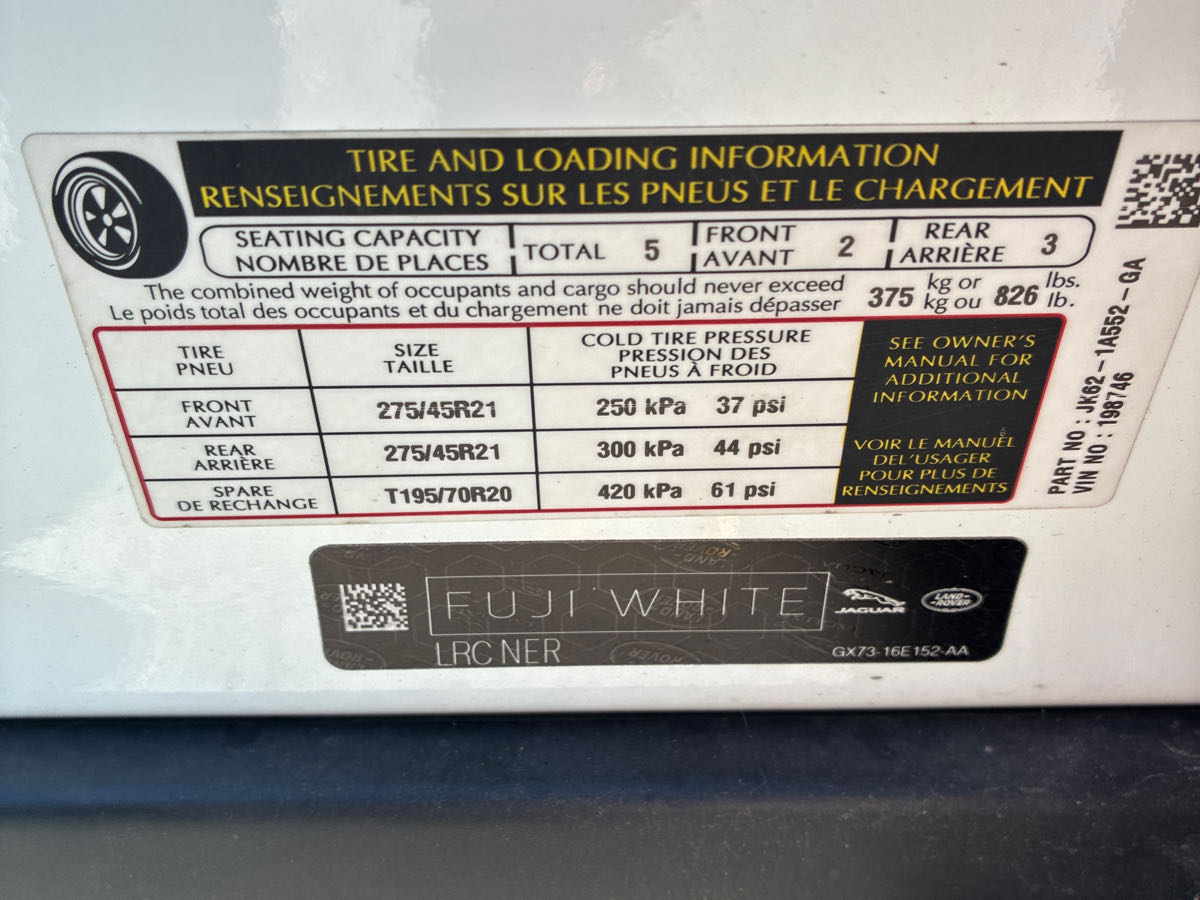 TIRE AND LOADING INFORMATION
RENSEIGNEMENTS SUR LES PNEUS ET LE CHARGEMENT
SEATING CAPACITY
NOMBRE DE PLACES
TOTAL 5
FRONT
AVANT
2
REAR
ARRIÈRE
3
The combined weight of occupants and cargo should never exceed
Le poids total des occupants et du chargement ne doit jamais dépasser
375 kg or 826 lbs.
kg ou lb.
TIRE
PNEU
SIZE
TAILLE
COLD TIRE PRESSURE
PRESSION DES
PNEUS À FROID
FRONT
AVANT
275/45R21
250 kPa 37 psi
REAR
ARRIÈRE
275/45R21
300 kPa 44 psi
SPARE
DE RECHANGE
T195/70R20
420 kPa 61 psi
SEE OWNER'S
MANUAL FOR
ADDITIONAL
INFORMATION
VOIR LE MANUEL
DEL'USAGER
POUR PLUS DE
RENSEIGNEMENTS
PART NO : JK62-1A552-GA
VIN NO : 198746
FUJI WHITE
LRC NER
JAGUAR
LAND-
-ROVER
GX73-16E152-AA